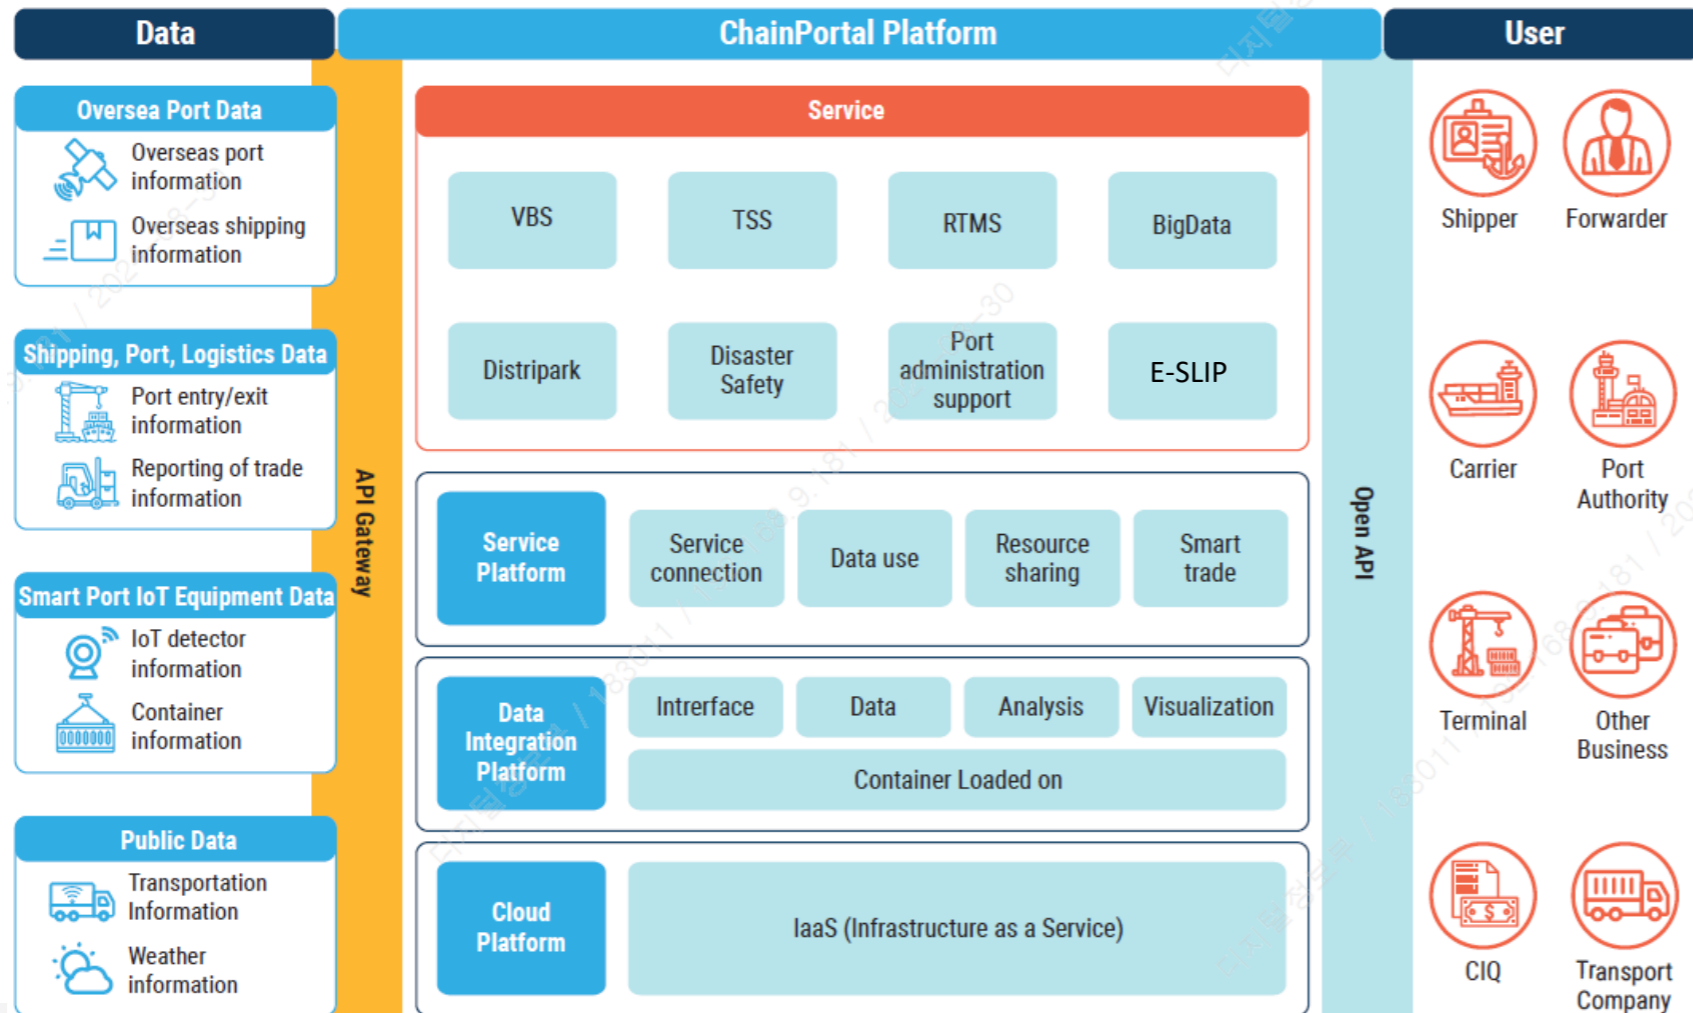 Data
ChainPortal Platform
User
Oversea Port Data
Overseas port
information
Overseas shipping
information
Shipping, Port, Logistics Data
Port entry/exit
information
Reporting of trade
information
Smart Port IoT Equipment Data
IoT detector
information
Container
information
Public Data
Transportation
Information
Weather
information
API Gateway
Service
VBS
TSS
RTMS
BigData
Distripark
Disaster
Safety
Port
administration
support
E-SLIP
Service
Platform
Service
connection
Data use
Resource
sharing
Smart
trade
Data
Integration
Platform
Intrerface
Data
Analysis
Visualization
Container Loaded on
Cloud
Platform
IaaS (Infrastructure as a Service)
Open API
Shipper
Forwarder
Carrier
Port
Authority
Terminal
Other
Business
CIQ
Transport
Company